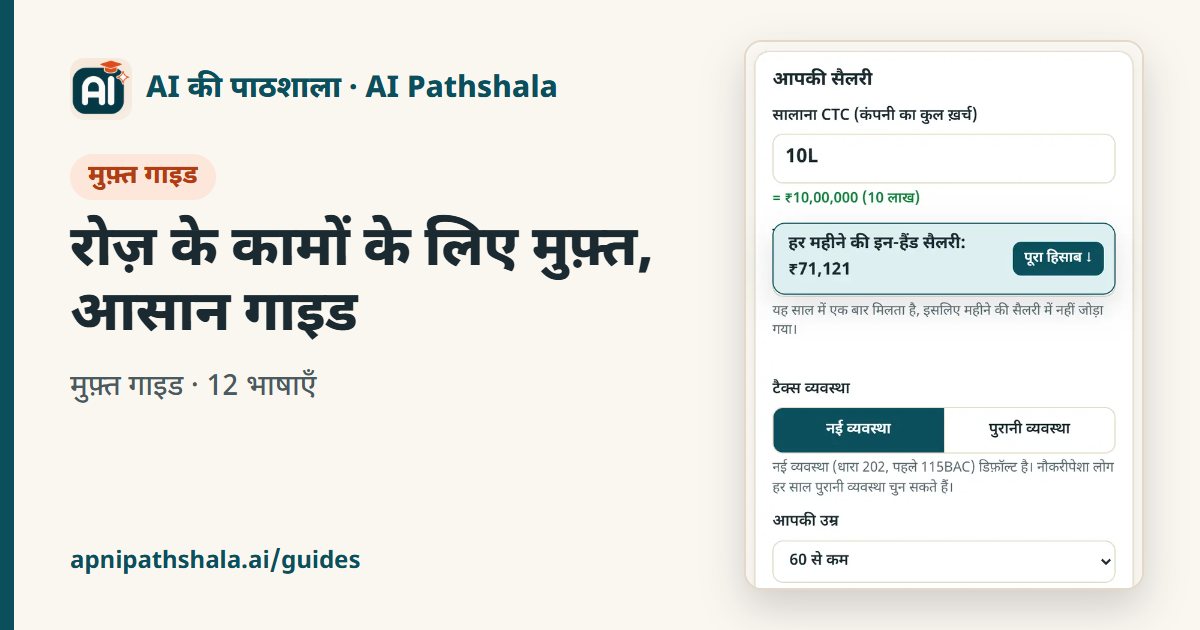 AI
AI की पाठशाला · AI Pathshala
मुफ़्त गाइड
रोज़ के कामों के लिए मुफ़्त,
आसान गाइड
मुफ़्त गाइड · 12 भाषाएँ
apnipathshala.ai/guides
आपकी सैलरी
सालाना CTC (कंपनी का कुल ख़र्च)
10L
= ₹10,00,000 (10 लाख)
हर महीने की इन-हैंड सैलरी:
₹71,121
पूरा हिसाब ↓
यह साल में एक बार मिलता है, इसलिए महीने की सैलरी में नहीं जोड़ा
गया।
टैक्स व्यवस्था
नई व्यवस्था
पुरानी व्यवस्था
नई व्यवस्था (धारा 202, पहले 115BAC) डिफ़ॉल्ट है। नौकरीपेशा लोग
हर साल पुरानी व्यवस्था चुन सकते हैं।
आपकी उम्र
60 से कम